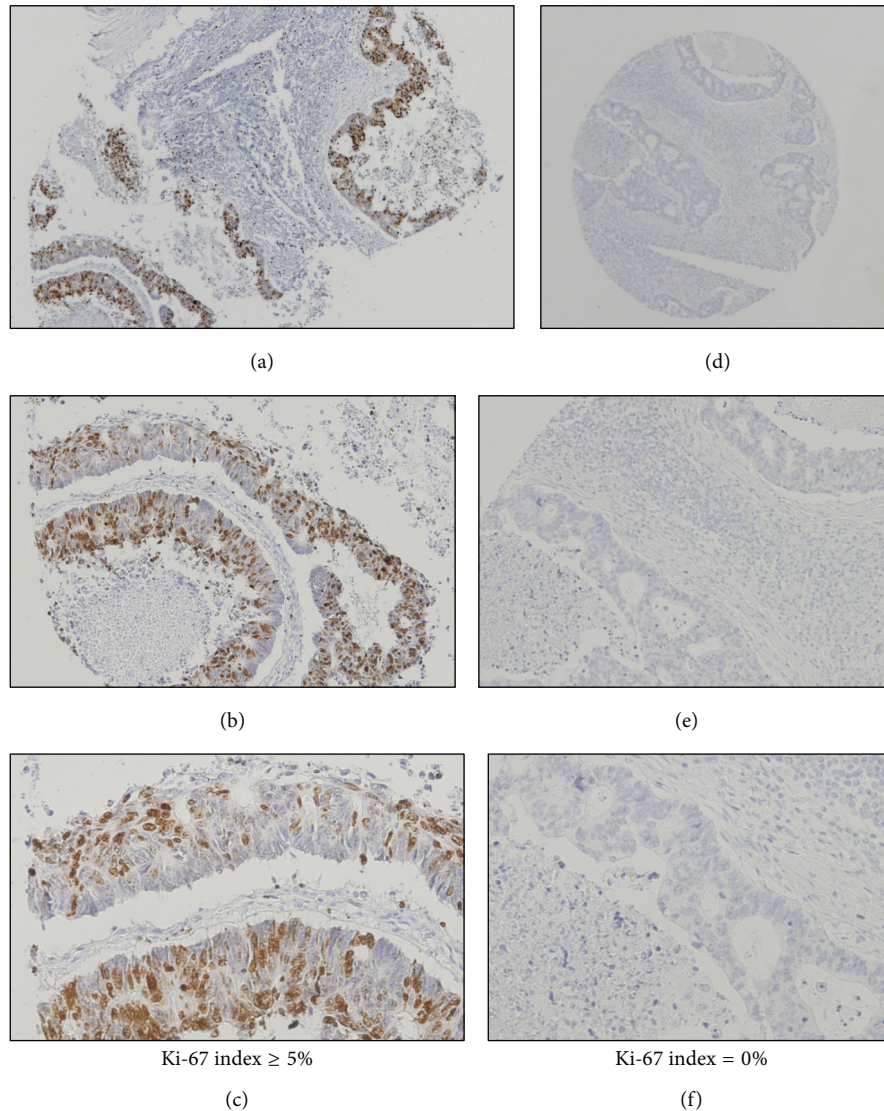 (a)
(d)
(b)
(e)
Ki-67 index ≥ 5%
(c)
Ki-67 index = 0%
(f)